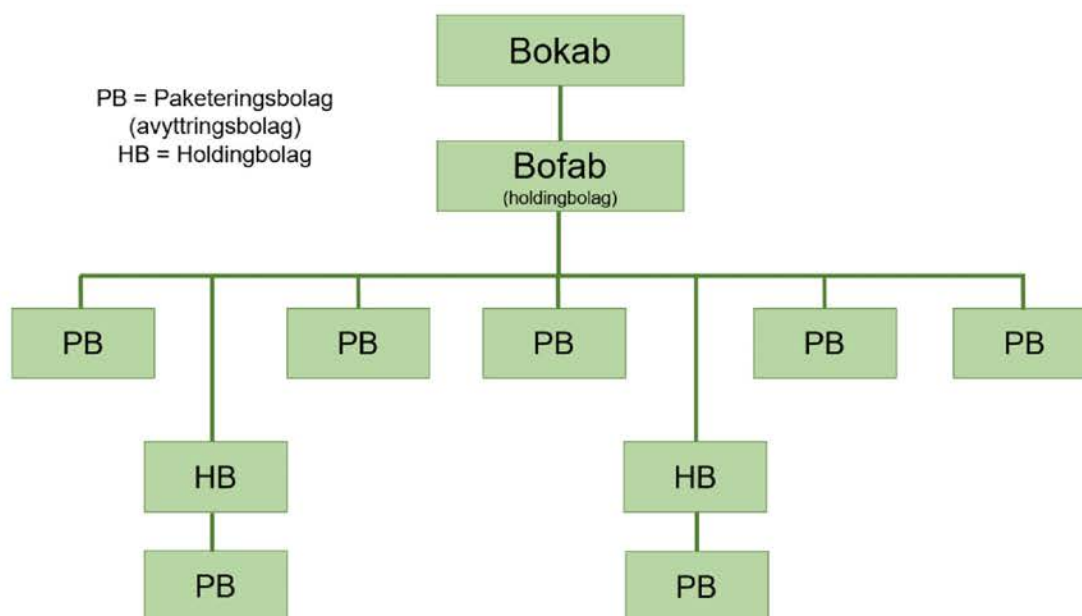 Bokab
PB = Paketeringsbolag
(avyttringsbolag)
HB = Holdingbolag
Bofab
(holdingbolag)
PB
PB
PB
PB
PB
HB
HB
PB
PB